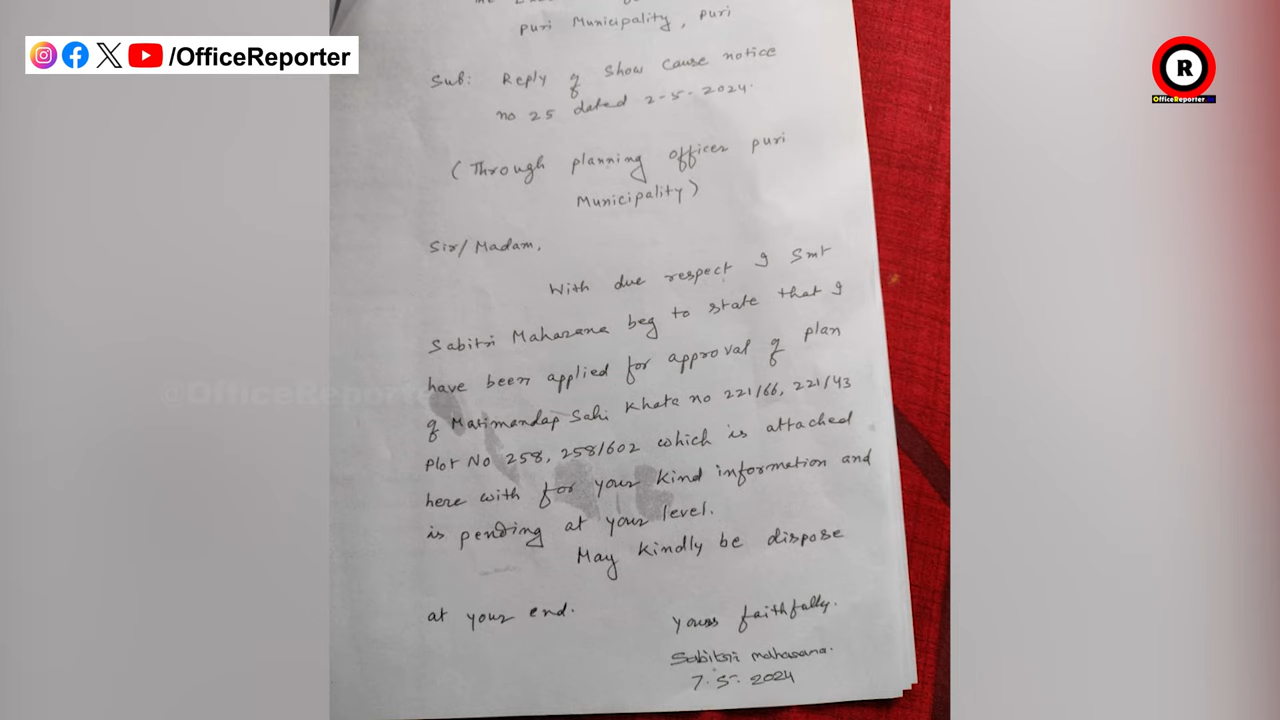 /OfficeReporter
R
OfficeReporter
Puri Municipality, Puri
Sub: Reply of Show Cause notice
no 25 dated 2-5-2024.
(Through planning officer puri
Municipality)
Sir/Madam,
With due respect I Smt
Sabitri Maharana beg to state that I
have been applied for approval of plan
of Matimandap Sahi Khata no 221/66, 221/43
Plot No 258, 258/602 which is attached
here with for your kind information and
is pending at your level.
May kindly be dispose
at your end.
Yours faithfully.
Sabitri Maharana.
7.5.2024
@OfficeReporter